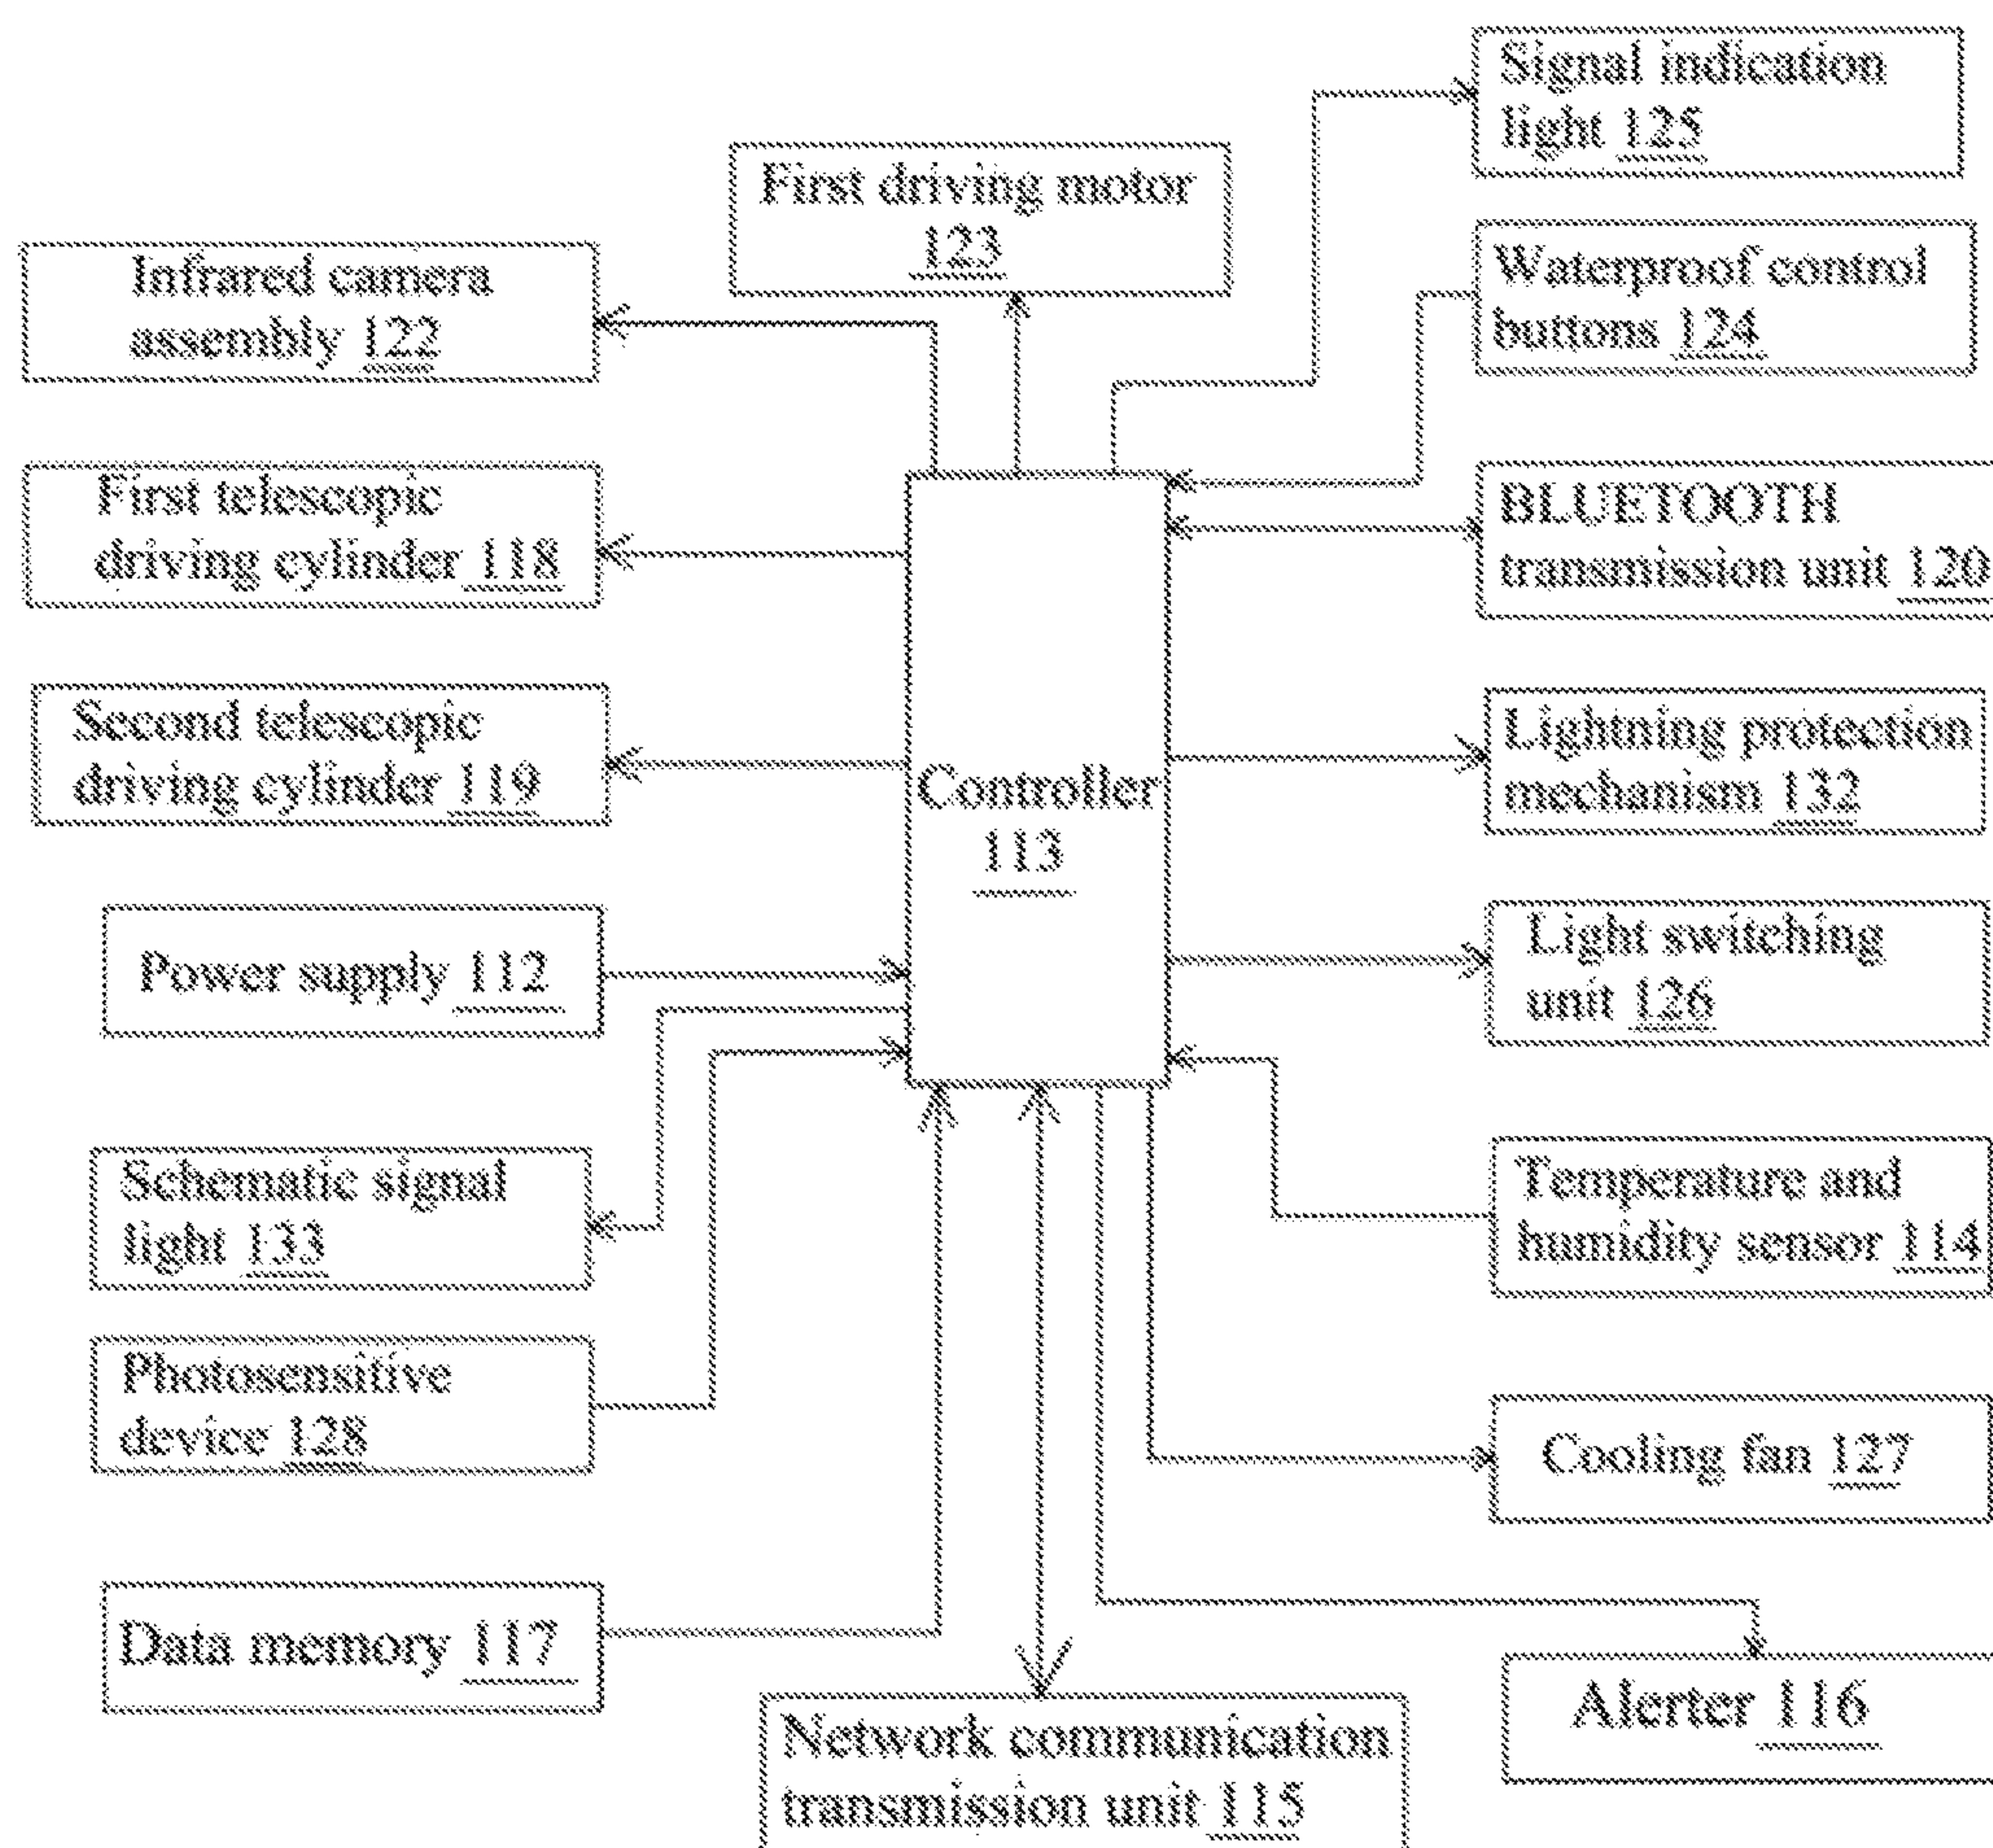 Signal indication
light 125
First driving motor
123
Infrared camera
assembly 122
Waterproof control
buttons 124
First telescopic
driving cylinder 118
BLUETOOTH
transmission unit 120
Second telescopic
driving cylinder 119
Controller
113
Lightning protection
mechanism 132
Power supply 112
Light switching
unit 126
Schematic signal
light 133
Temperature and
humidity sensor 114
Photosensitive
device 128
Cooling fan 127
Data memory 117
Network communication
transmission unit 115
Alerter 116